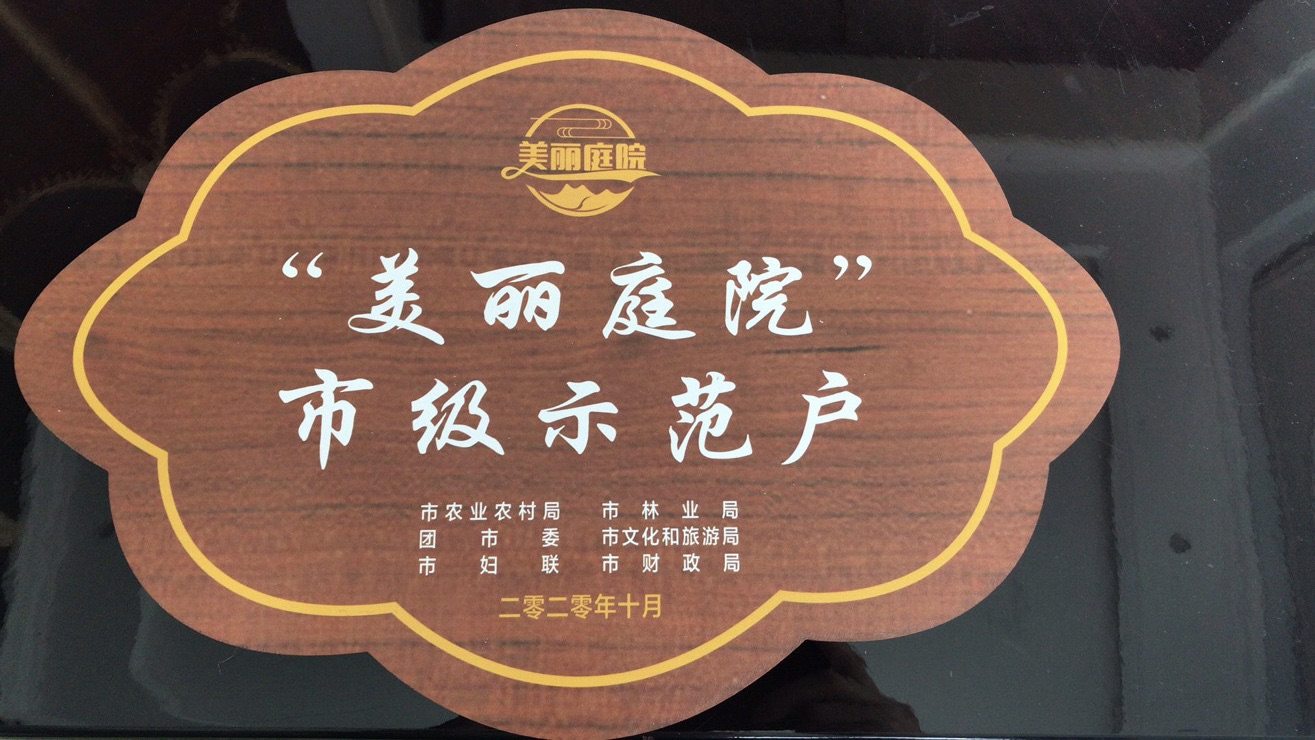 美丽庭院
“美丽庭院”
市级示范户
市农业农村局 市林业局
团市委 市文化和旅游局
市妇联 市财政局
二零二零年十月